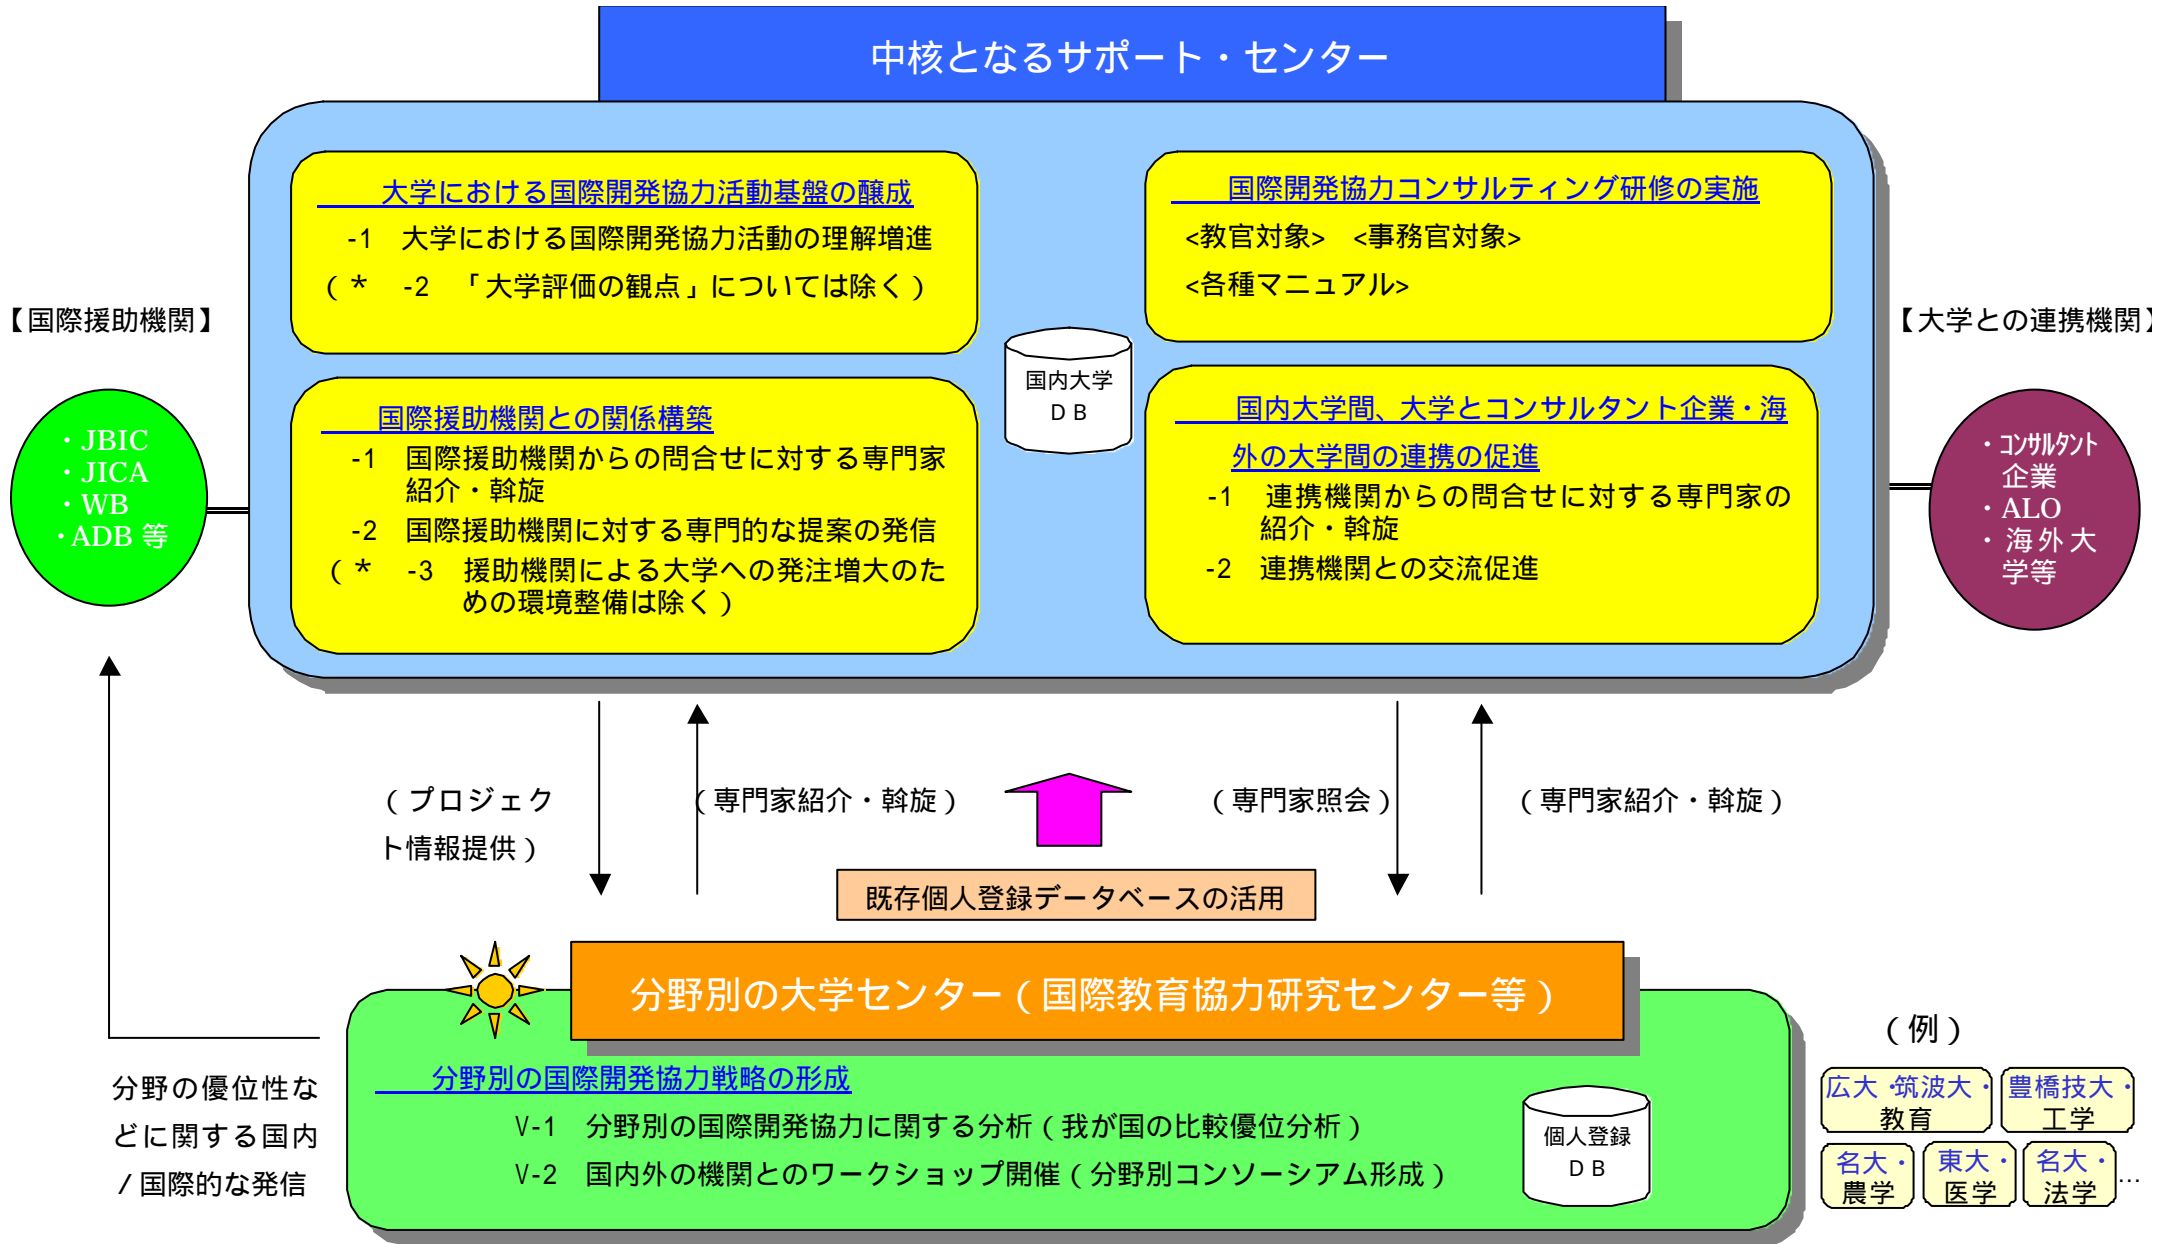 中核となるサポート・センター
大学における国際開発協力活動基盤の醸成
-1 大学における国際開発協力活動の理解増進
(* -2 「大学評価の観点」については除く)
国際開発協力コンサルティング研修の実施
<教官対象> <事務官対象>
<各種マニュアル>
【国際援助機関】
【大学との連携機関】
国内大学
DB
国際援助機関との関係構築
-1 国際援助機関からの問合せに対する専門家
紹介・斡旋
-2 国際援助機関に対する専門的な提案の発信
(* -3 援助機関による大学への発注増大のた
めの環境整備は除く)
国内大学間、大学とコンサルタント企業・海
外の大学間の連携の促進
-1 連携機関からの問合せに対する専門家の
紹介・斡旋
-2 連携機関との交流促進
・JBIC
・JICA
・WB
・ADB 等
・コンサルタント
企業
・ALO
・海外大
学等
(プロジェク
ト情報提供)
(専門家紹介・斡旋)
(専門家照会)
(専門家紹介・斡旋)
既存個人登録データベースの活用
分野別の大学センター(国際教育協力研究センター等)
分野別の国際開発協力戦略の形成
V-1 分野別の国際開発協力に関する分析(我が国の比較優位分析)
V-2 国内外の機関とのワークショップ開催(分野別コンソーシアム形成)
個人登録
DB
分野の優位性な
どに関する国内
/国際的な発信
(例)
広大・筑波大・
教育
豊橋技大・
工学
名大・
農学
東大・
医学
名大・
法学
…